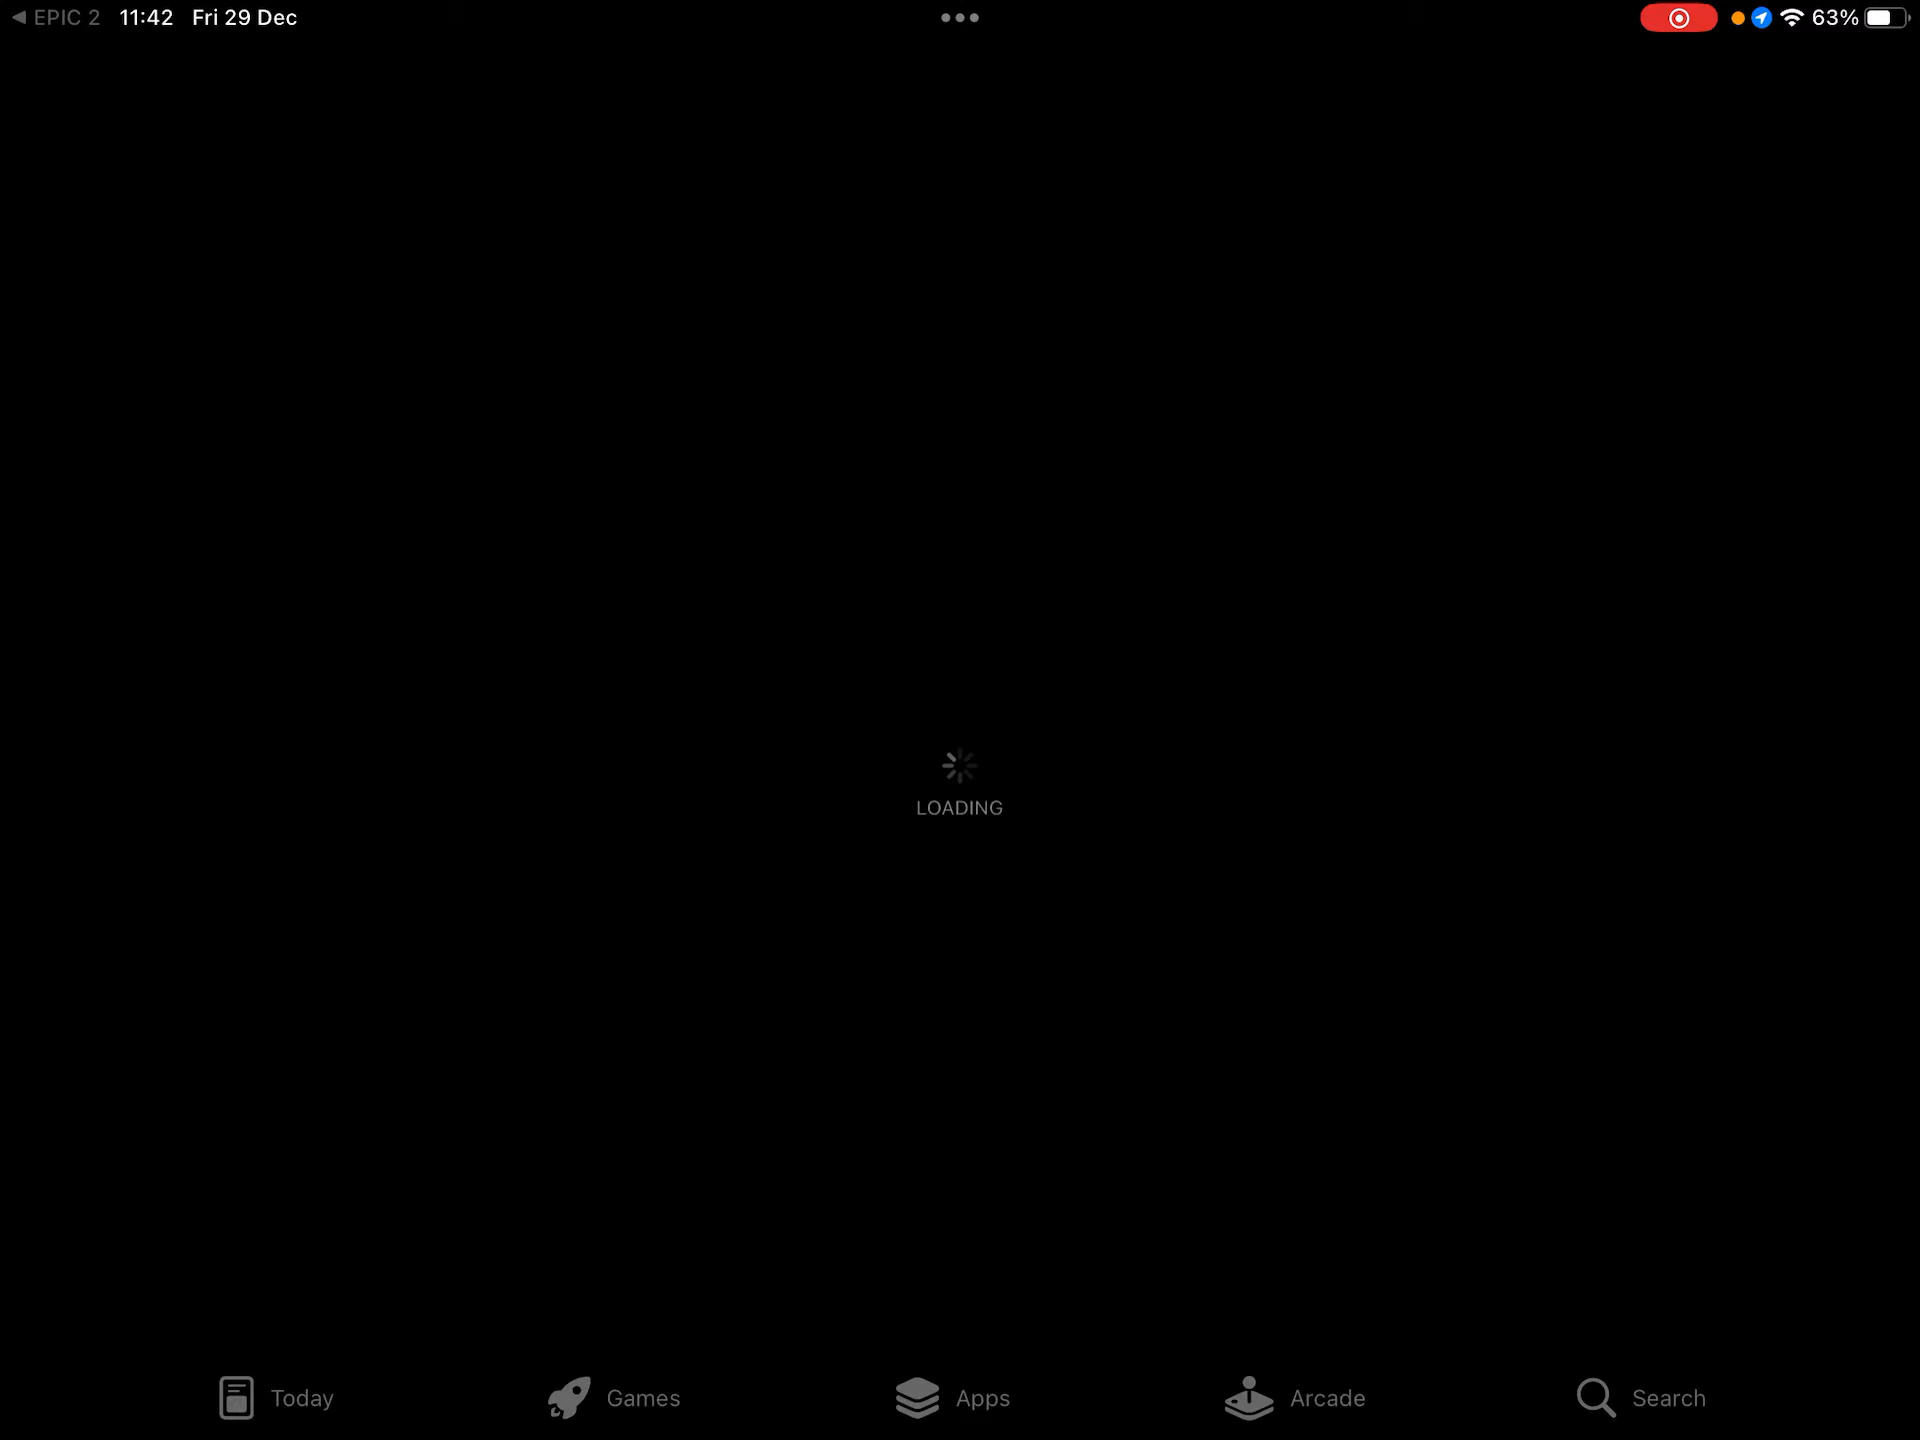 ◀ EPIC 2 11:42 Fri 29 Dec 63%
LOADING
Today Games Apps Arcade Search